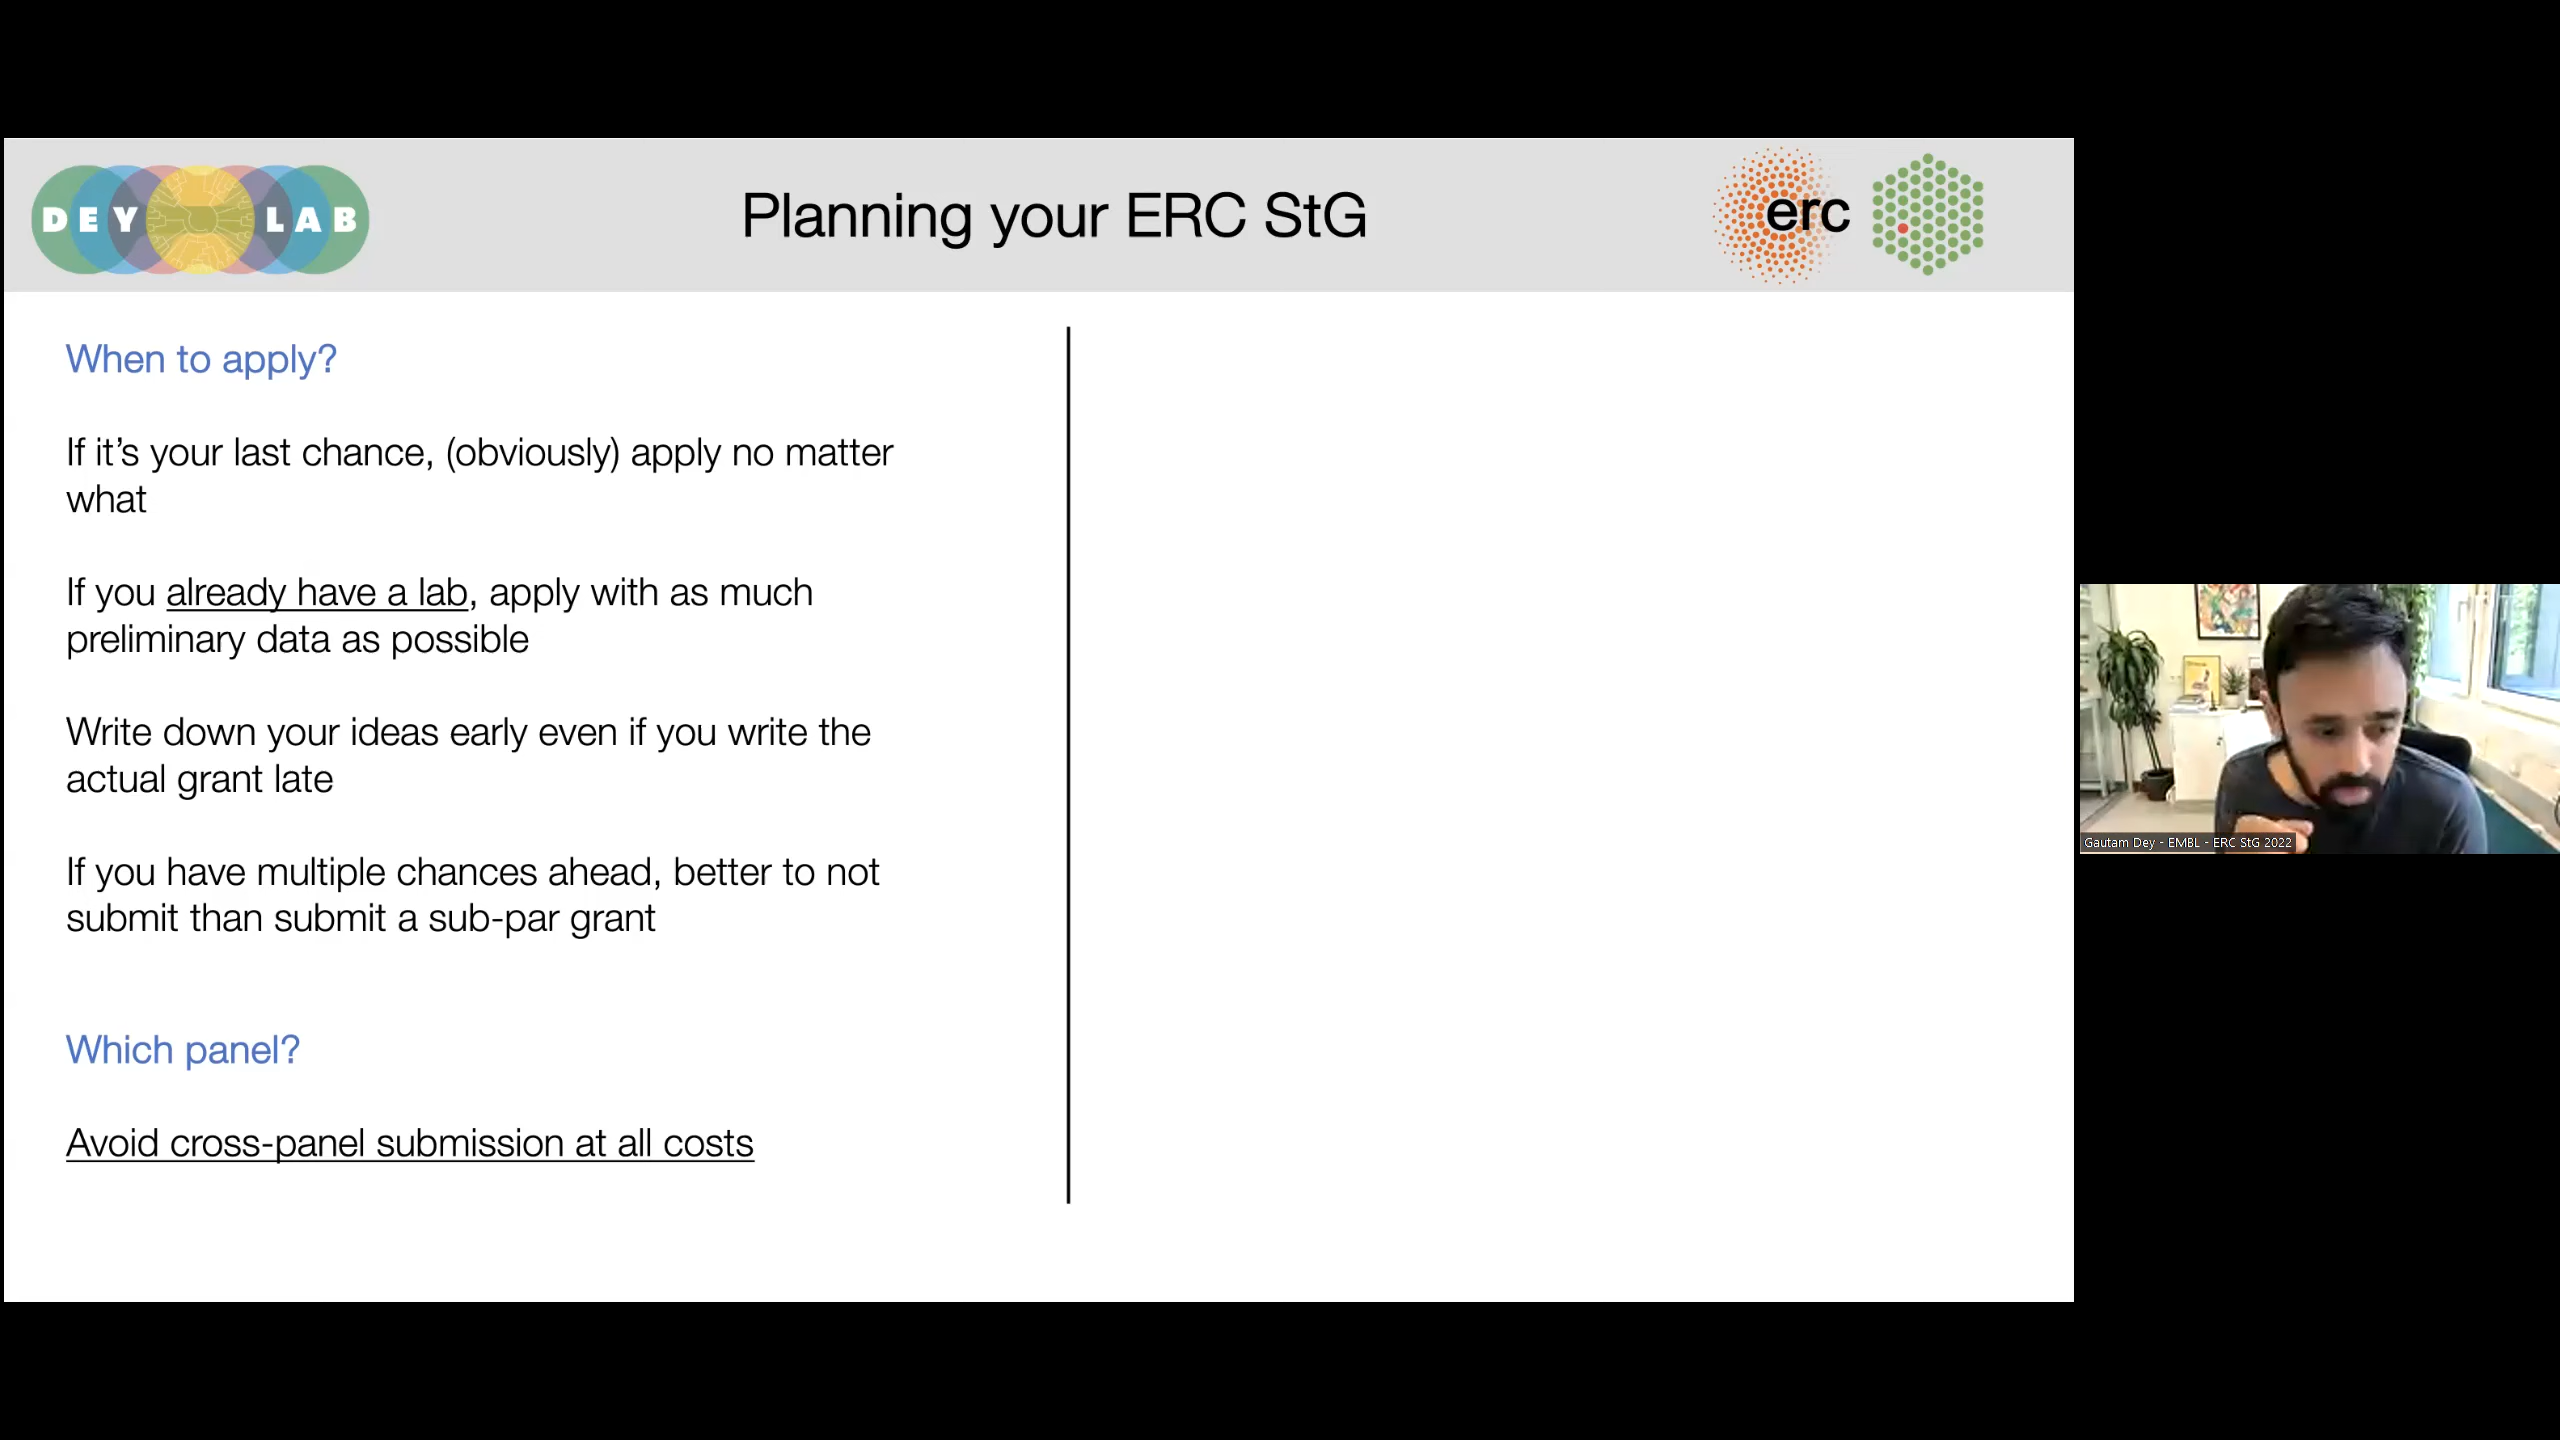 DEY LAB
Planning your ERC StG
erc
When to apply?
If it's your last chance, (obviously) apply no matter
what
If you already have a lab, apply with as much
preliminary data as possible
Write down your ideas early even if you write the
actual grant late
If you have multiple chances ahead, better to not
submit than submit a sub-par grant
Which panel?
Avoid cross-panel submission at all costs
Gautam Dey - EMBL - ERC StG 2022